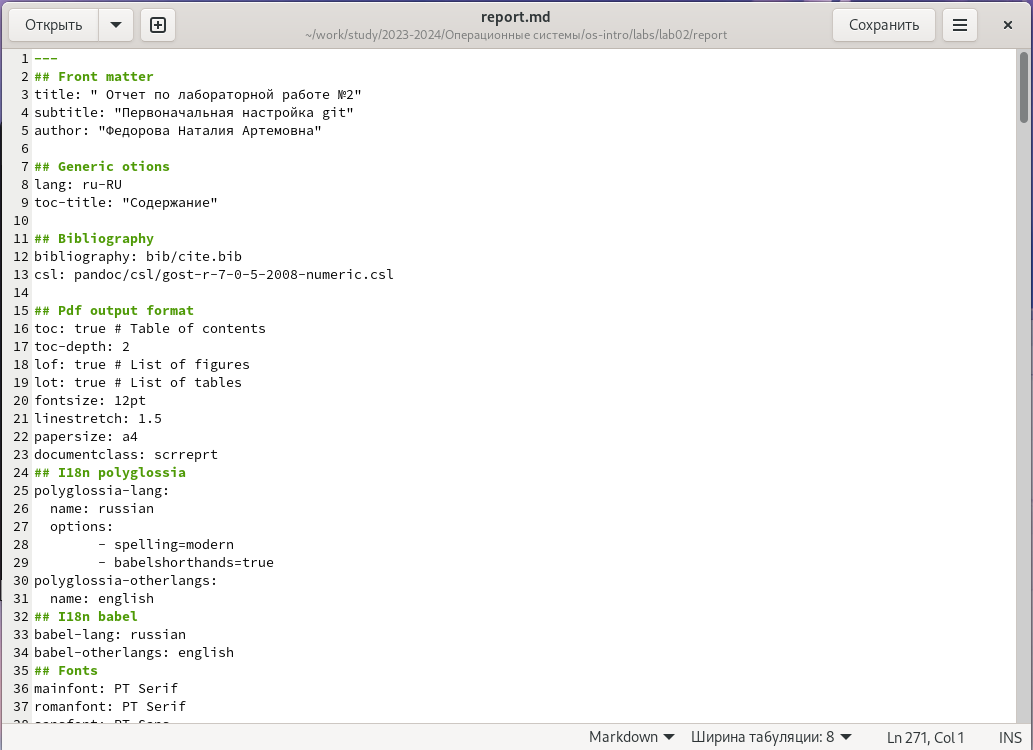 Открыть
report.md
~/work/study/2023-2024/Операционные системы/os-intro/labs/lab02/report
Сохранить
1 ---
2 ## Front matter
3 title: " Отчет по лабораторной работе №2"
4 subtitle: "Первоначальная настройка git"
5 author: "Федорова Наталия Артемовна"
6
7 ## Generic otions
8 lang: ru-RU
9 toc-title: "Содержание"
10
11 ## Bibliography
12 bibliography: bib/cite.bib
13 csl: pandoc/csl/gost-r-7-0-5-2008-numeric.csl
14
15 ## Pdf output format
16 toc: true # Table of contents
17 toc-depth: 2
18 lof: true # List of figures
19 lot: true # List of tables
20 fontsize: 12pt
21 linestretch: 1.5
22 papersize: a4
23 documentclass: scrreprt
24 ## I18n polyglossia
25 polyglossia-lang:
26   name: russian
27   options:
28         - spelling=modern
29         - babelshorthands=true
30 polyglossia-otherlangs:
31   name: english
32 ## I18n babel
33 babel-lang: russian
34 babel-otherlangs: english
35 ## Fonts
36 mainfont: PT Serif
37 romanfont: PT Serif
Markdown Ширина табуляции: 8 Ln 271, Col 1 INS